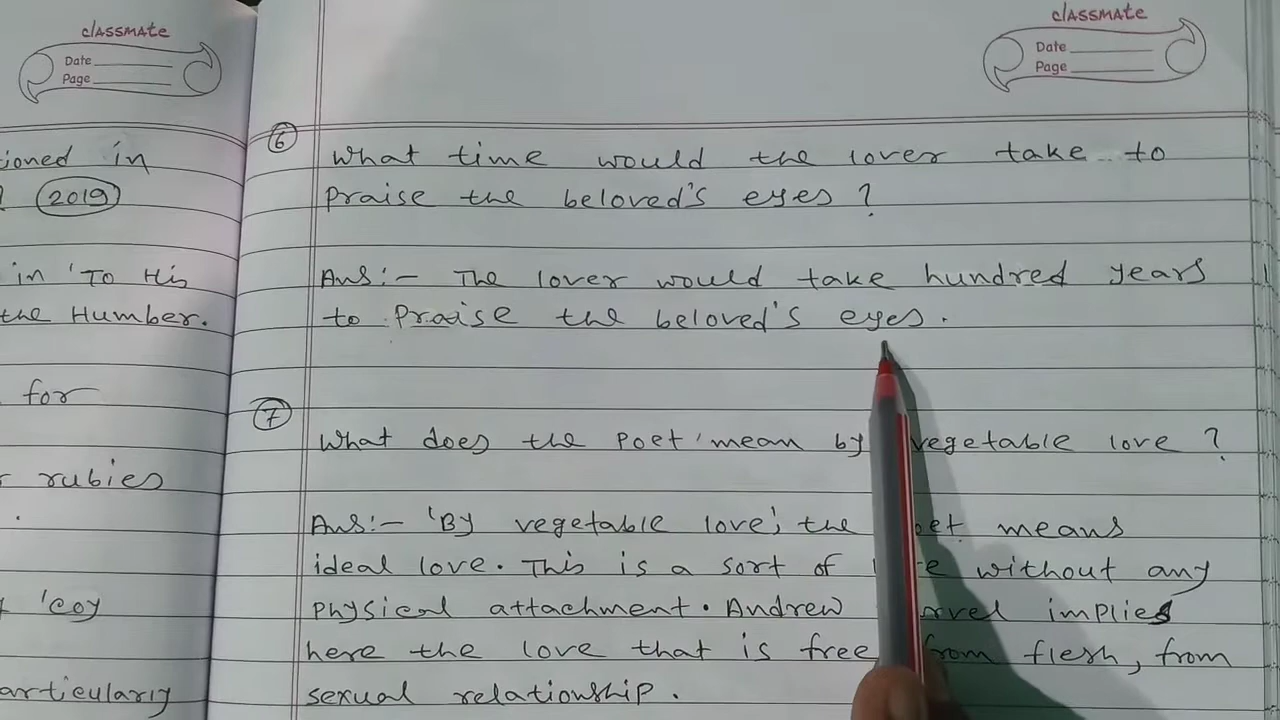 classmate
Date
Page
ioned in
2019
in 'To His
the Humber.
for
rubies
'coy
articularly
classmate
Date
Page
6
What time would the lover take to
praise the beloved's eyes ?
Ans:- The lover would take hundred years
to praise the beloved's eyes.
7
What does the poet mean by vegetable love ?
Ans:- 'By vegetable love', the means
ideal love. This is a sort of without any
physical attachment. Andrew implies
here the love that is free from flesh, from
sexual relationship.